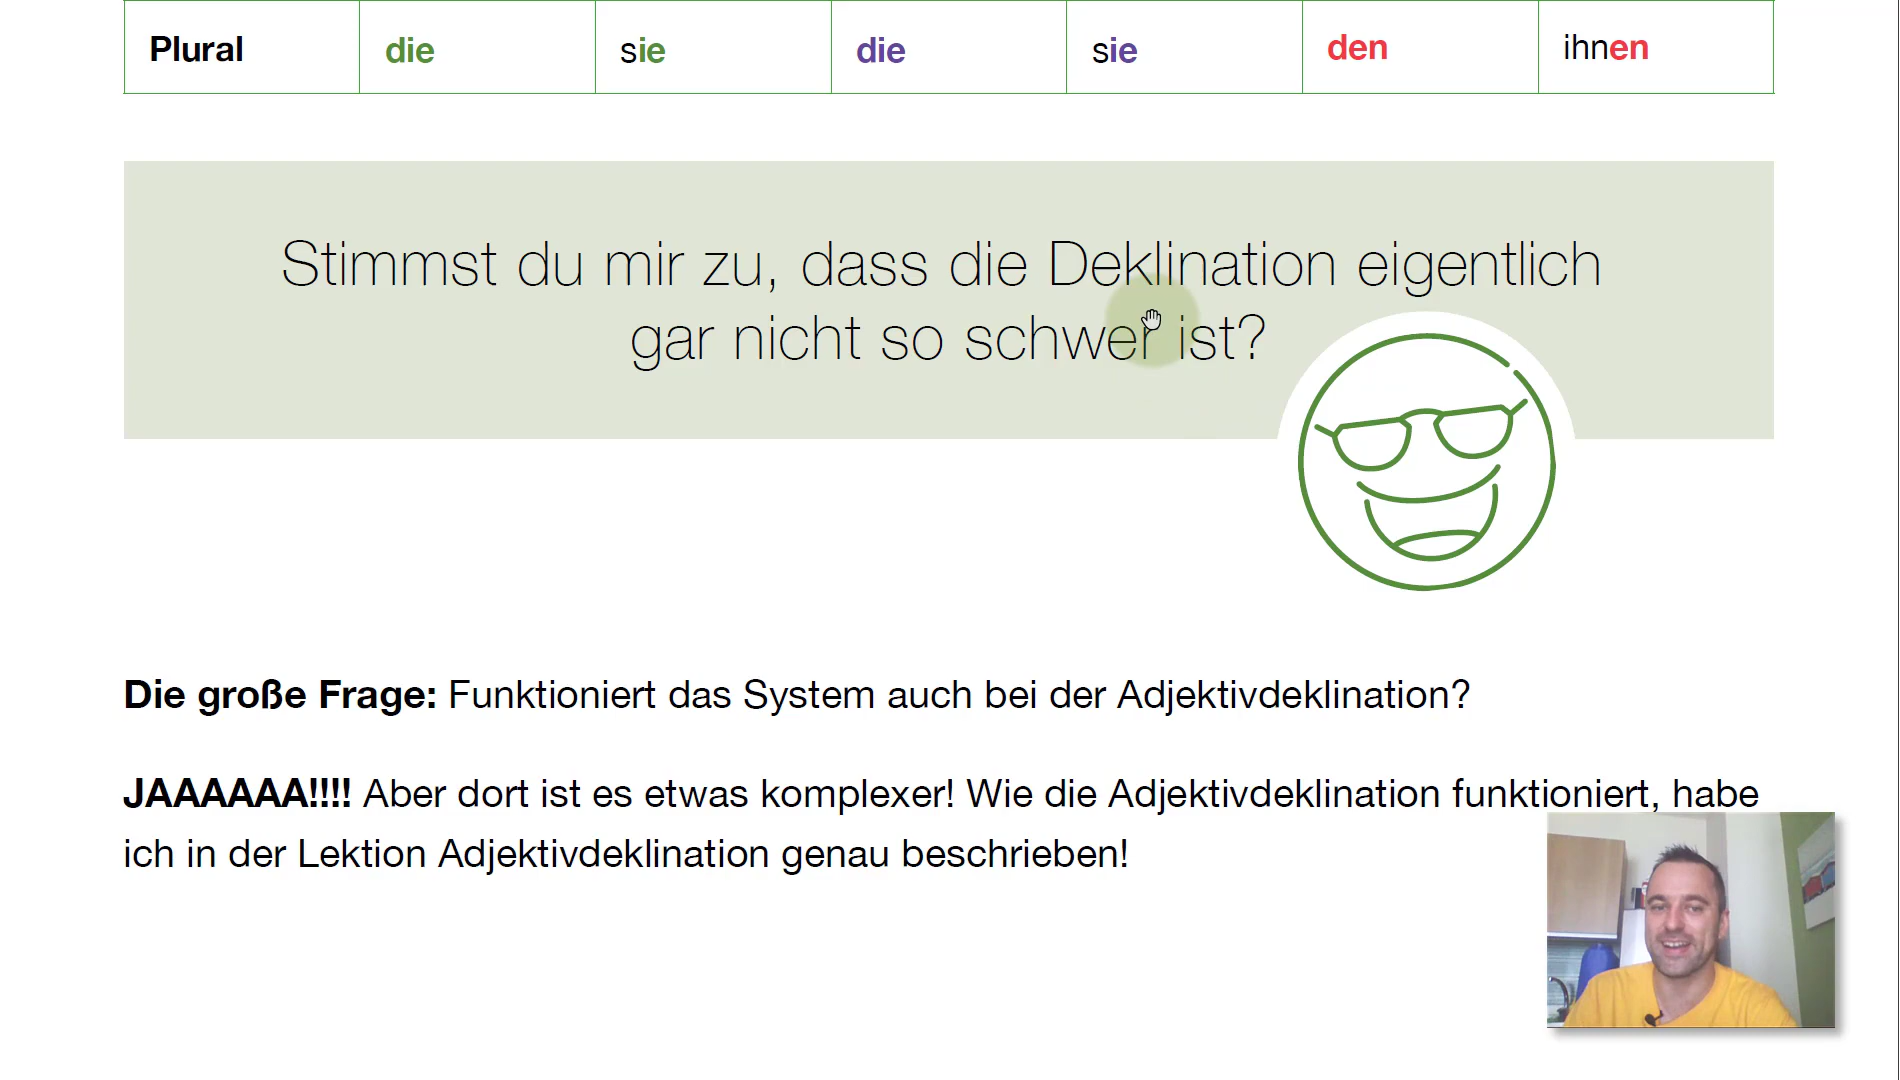 Plural die sie die sie den ihnen
Stimmst du mir zu, dass die Deklination eigentlich
gar nicht so schwer ist?
Die große Frage: Funktioniert das System auch bei der Adjektivdeklination?
JAAAAAA!!!! Aber dort ist es etwas komplexer! Wie die Adjektivdeklination funktioniert, habe
ich in der Lektion Adjektivdeklination genau beschrieben!